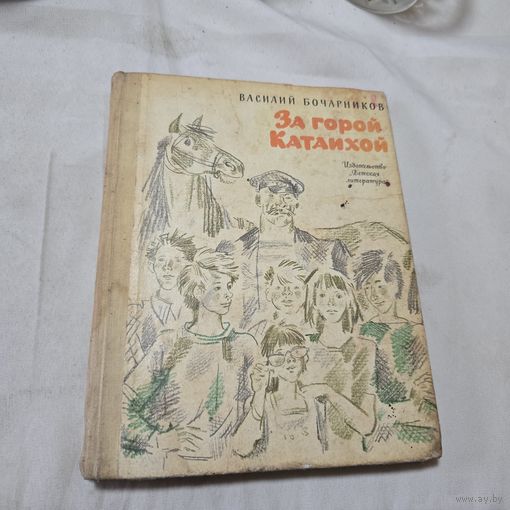 ВАСИЛИЙ БОЧАРНИКОВ
ЗА ГОРОЙ
КАТАИХОЙ
Издательство
Детская
литература
www.ay.by